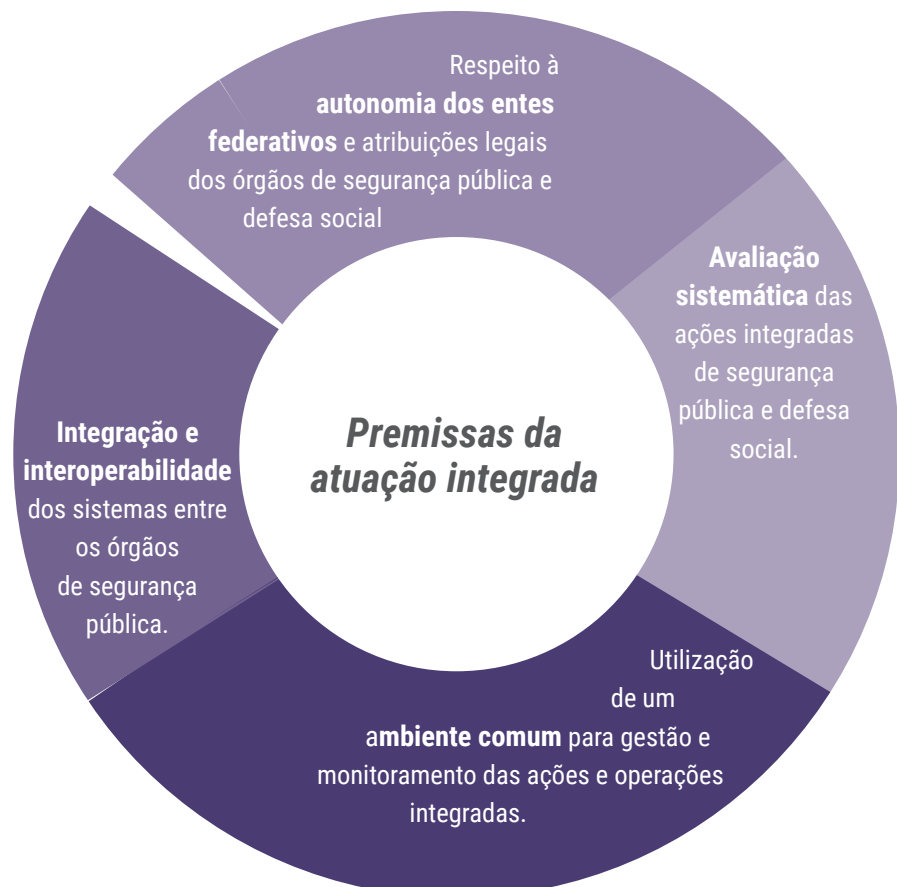 Respeito à
autonomia dos entes
federativos e atribuições legais
dos órgãos de segurança pública e
defesa social
Avaliação
sistemática das
ações integradas
de segurança
pública e defesa
social.
Premissas da
atuação integrada
Integração e
interoperabilidade
dos sistemas entre
os órgãos
de segurança
pública.
Utilização
de um
ambiente comum para gestão e
monitoramento das ações e operações
integradas.